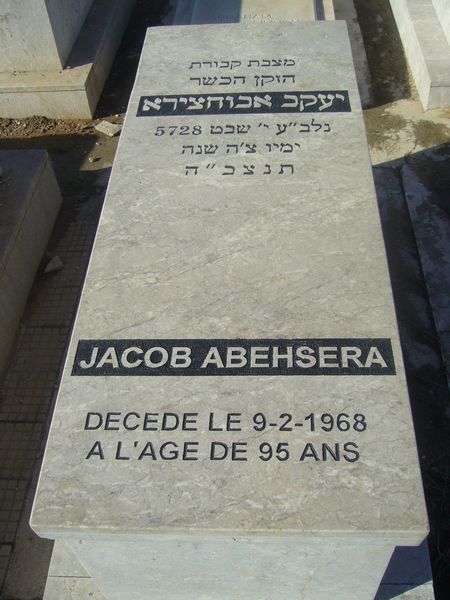 מצבת קבורת
הזקן הכשר
יעקב אבוחצירא
נלב"ע י' שבט 5728
ימיו צ'ה שנה
ת נ צ ב " ה
JACOB ABEHSERA
DECEDE LE 9-2-1968
A L'AGE DE 95 ANS